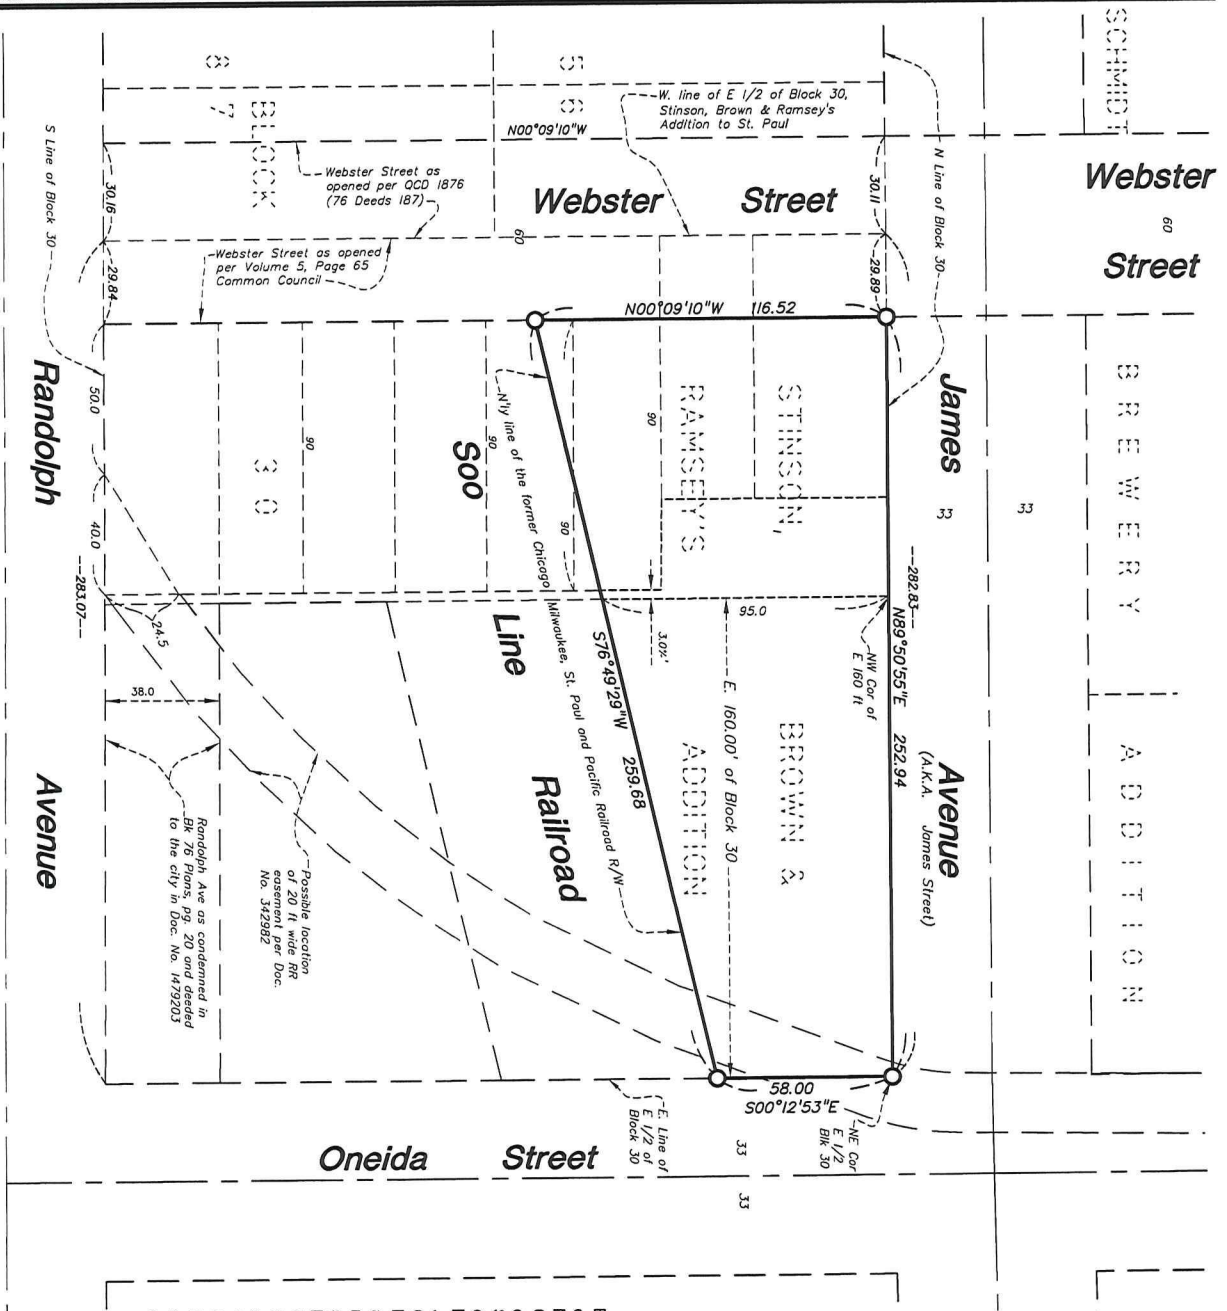 SCHMIDT
Webster
60
Street
BREWERY
ADDITION
8
7
BLOCK
5
6
N00°09'10"W
W. line of E 1/2 of Block 30,
Stinson, Brown & Ramsey's
Addition to St. Paul
N Line of Block 30
S Line of Block 30
30.16
30.11
Webster Street as
opened per QCD 1876
(76 Deeds 187)
Webster Street
60
29.84
29.89
Webster Street as opened
per Volume 5, Page 65
Common Council
N00°09'10"W 116.52
Randolph
Avenue
50.0
40.0
---283.07---
24.5
38.0
90
90
90
90
30
Soo
Line
Railroad
N'ly line of the former Chicago Milwaukee, St. Paul and Pacific Railroad R/W
S76°49'29"W 259.68
STINSON,
RAMSEY'S
BROWN &
ADDITION
James
Avenue
(A.K.A. James Street)
33
33
---282.83---
N89°50'55"E 252.94
NW Cor of
E 160 ft
95.0
3.0%'
E. 160.00' of Block 30
Possible location
of 20 ft wide RR
easement per Doc.
No. 342982
Randolph Ave as condemned in
Bk 76 Plans, pg. 20 and deeded
to the city in Doc. No. 1479203
58.00
S00°12'53"E
NE Cor
E 1/2
Blk 30
E. Line of
E 1/2 of
Block 30
33
33
Oneida Street